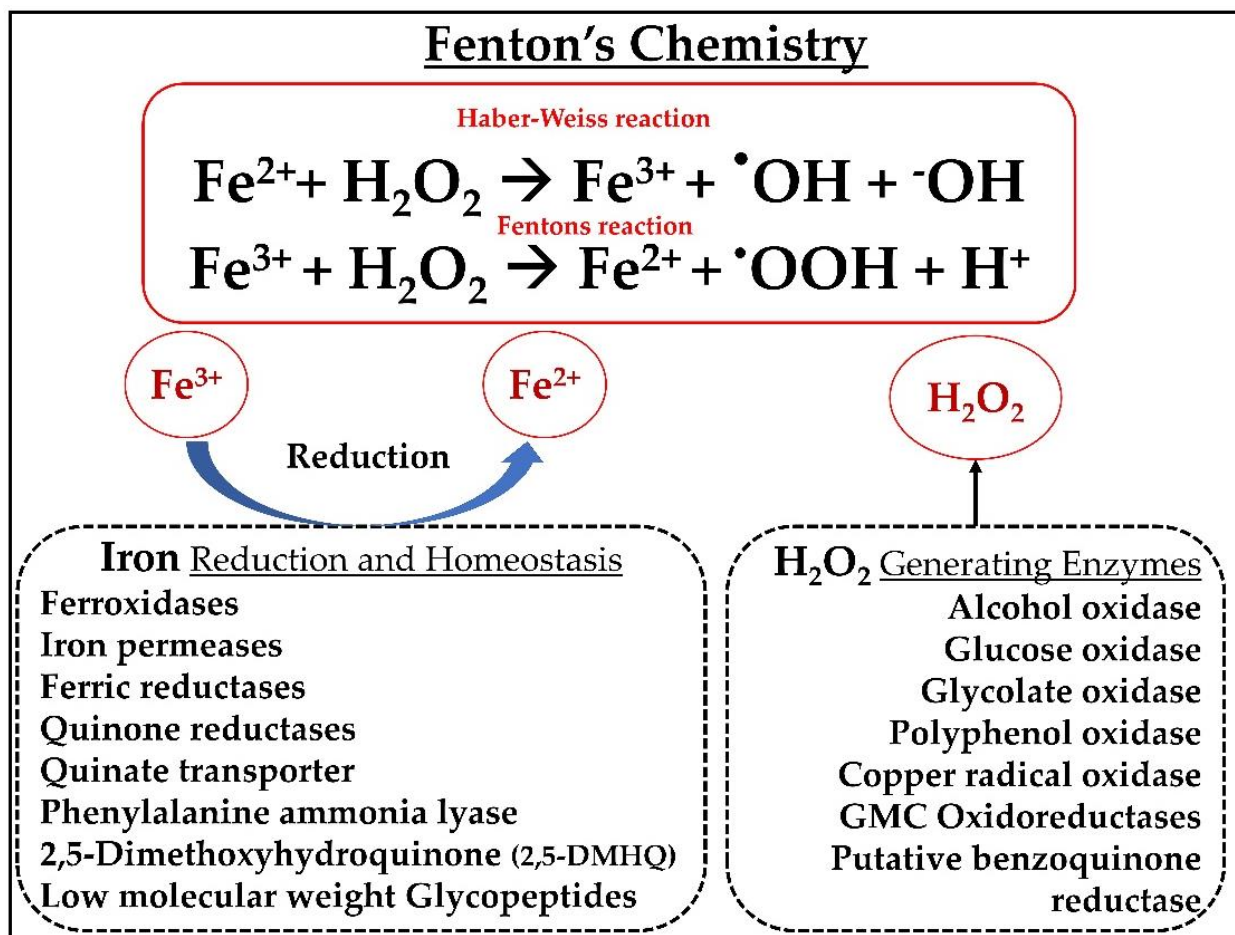 Fenton’s Chemistry
Haber-Weiss reaction
Fe²⁺+ H₂O₂ → Fe³⁺ + •OH + ⁻OH
Fentons reaction
Fe³⁺ + H₂O₂ → Fe²⁺ + •OOH + H⁺
Fe³⁺
Fe²⁺
H₂O₂
Reduction
Iron Reduction and Homeostasis
Ferroxidases
Iron permeases
Ferric reductases
Quinone reductases
Quinate transporter
Phenylalanine ammonia lyase
2,5-Dimethoxyhydroquinone (2,5-DMHQ)
Low molecular weight Glycopeptides
H₂O₂ Generating Enzymes
Alcohol oxidase
Glucose oxidase
Glycolate oxidase
Polyphenol oxidase
Copper radical oxidase
GMC Oxidoreductases
Putative benzoquinone
reductase